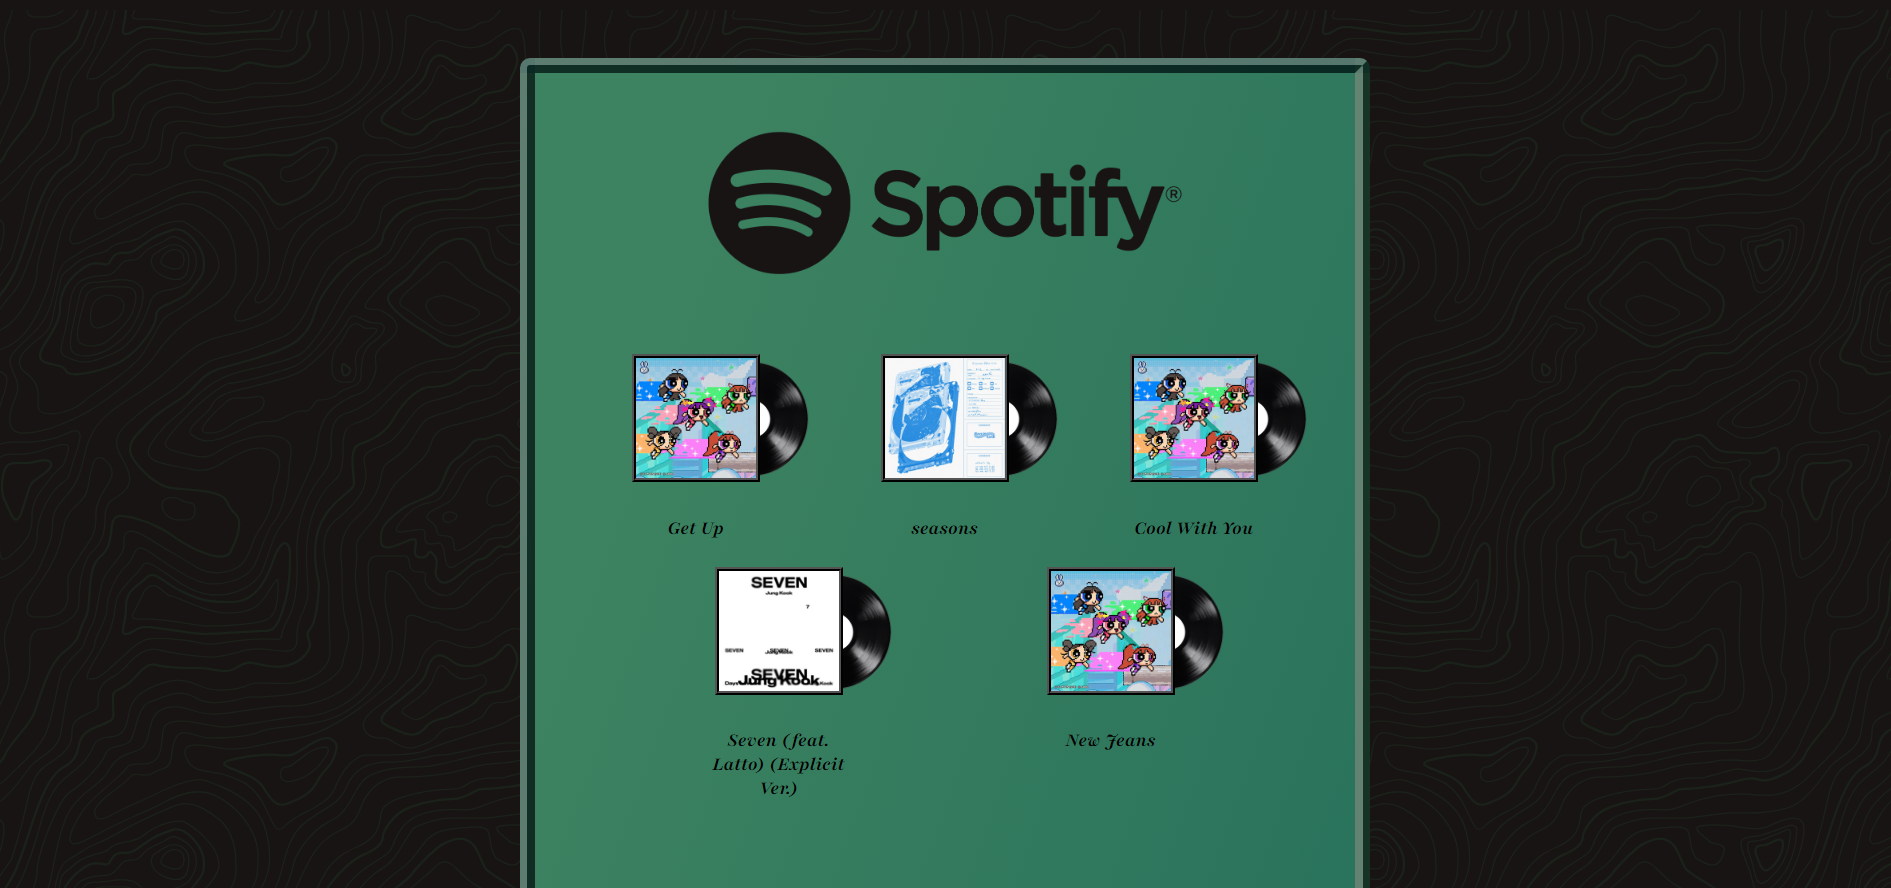 Spotify®
Get Up
seasons
Cool With You
SEVEN
Jung Kook
7
SEVEN
SEVEN
SEVEN
Jung Kook
Seven (feat.
Latto) (Explicit
Ver.)
New Jeans